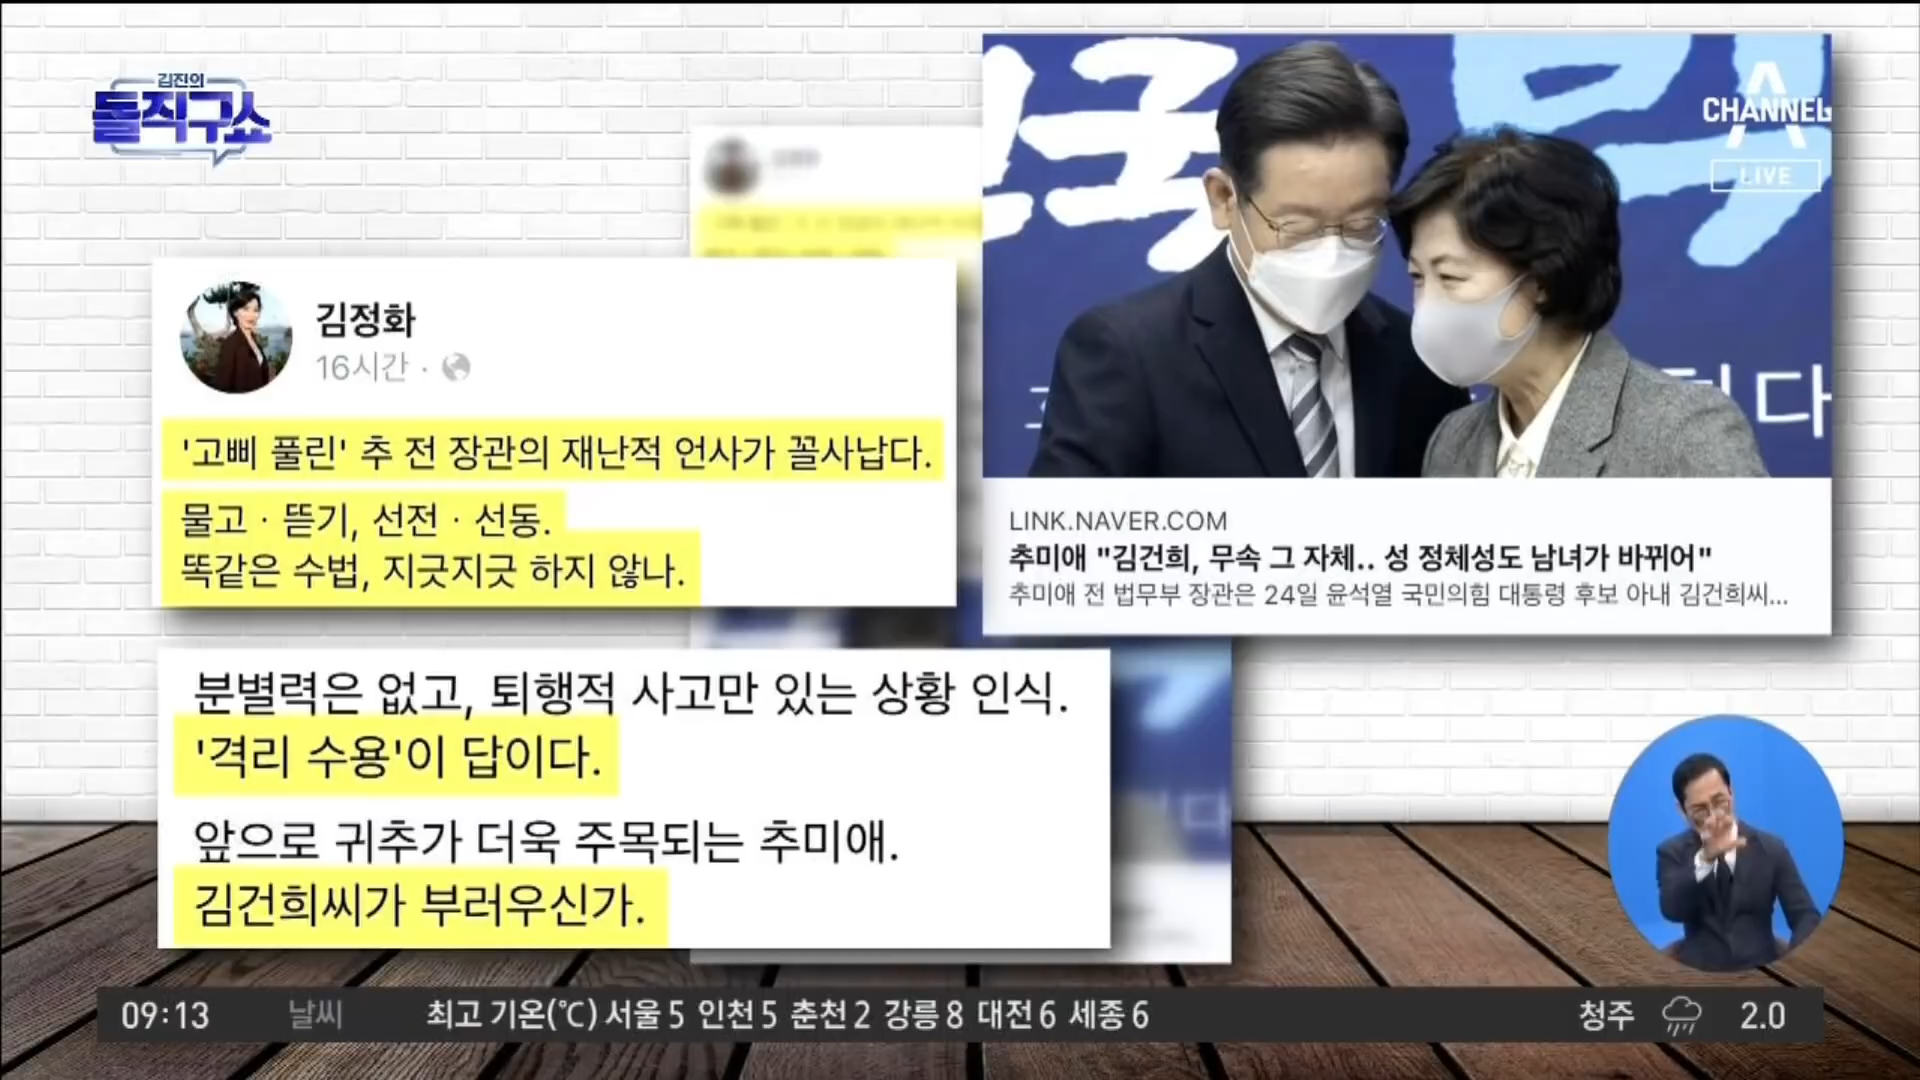 김진의
돌직구쇼
CHANNEL A
LIVE
김정화
16시간 ·
'고삐 풀린' 추 전 장관의 재난적 언사가 꼴사납다.
물고 · 뜯기, 선전 · 선동.
똑같은 수법, 지긋지긋 하지 않나.
LINK.NAVER.COM
추미애 "김건희, 무속 그 자체.. 성 정체성도 남녀가 바뀌어"
추미애 전 법무부 장관은 24일 윤석열 국민의힘 대통령 후보 아내 김건희씨...
분별력은 없고, 퇴행적 사고만 있는 상황 인식.
'격리 수용'이 답이다.
앞으로 귀추가 더욱 주목되는 추미애.
김건희씨가 부러우신가.
09:13 날씨 최고 기온(℃) 서울 5 인천 5 춘천 2 강릉 8 대전 6 세종 6 청주 2.0